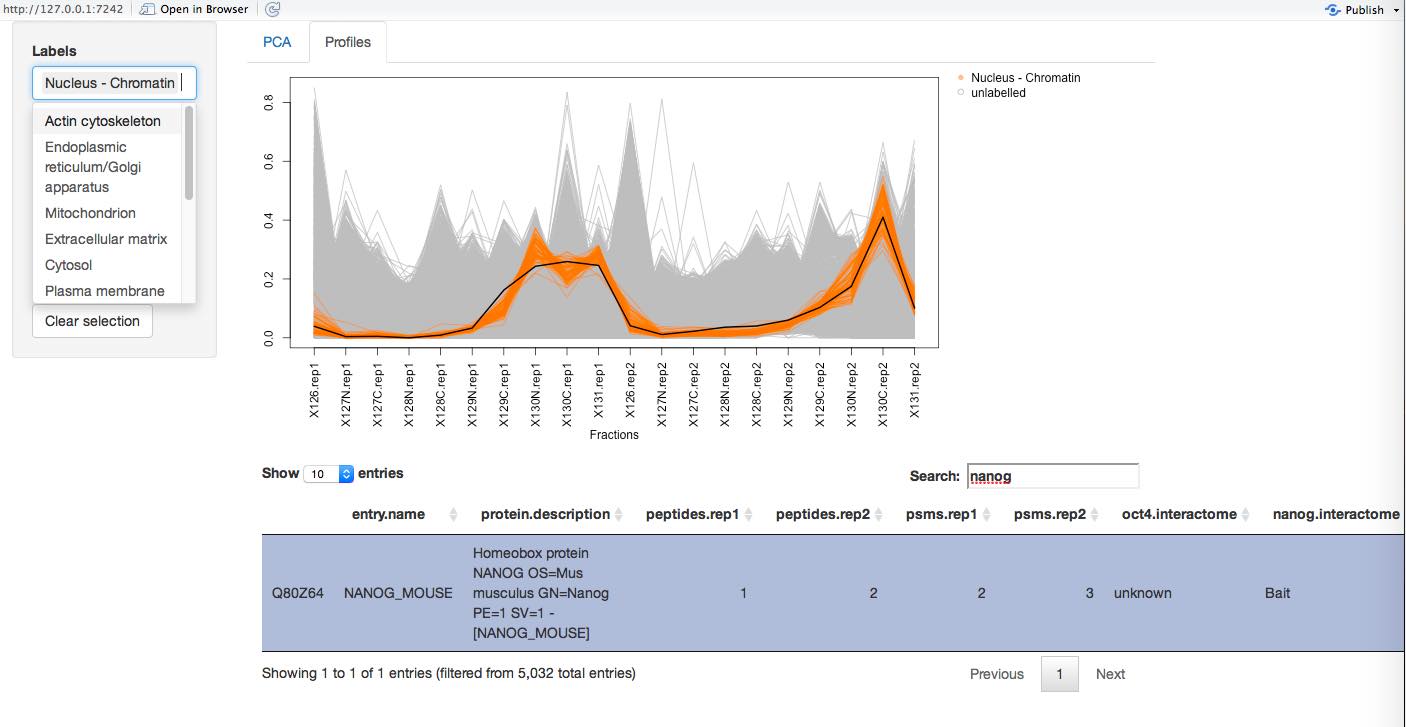 http://127.0.0.1:7242 Open in Browser Publish
Labels
Nucleus - Chromatin
Actin cytoskeleton
Endoplasmic
reticulum/Golgi
apparatus
Mitochondrion
Extracellular matrix
Cytosol
Plasma membrane
Clear selection
PCA Profiles
Nucleus - Chromatin
unlabelled
0.8
0.6
0.4
0.2
0.0
X126.rep1
X127N.rep1
X127C.rep1
X128N.rep1
X128C.rep1
X129N.rep1
X129C.rep1
X130N.rep1
X130C.rep1
X131.rep1
X126.rep2
X127N.rep2
X127C.rep2
X128N.rep2
X128C.rep2
X129N.rep2
X129C.rep2
X130N.rep2
X130C.rep2
X131.rep2
Fractions
Show 10 entries
Search: nanog
entry.name protein.description peptides.rep1 peptides.rep2 psms.rep1 psms.rep2 oct4.interactome nanog.interactome
Homeobox protein
NANOG OS=Mus
Q80Z64 NANOG_MOUSE musculus GN=Nanog 1 2 2 3 unknown Bait
PE=1 SV=1 -
[NANOG_MOUSE]
Showing 1 to 1 of 1 entries (filtered from 5,032 total entries)
Previous 1 Next